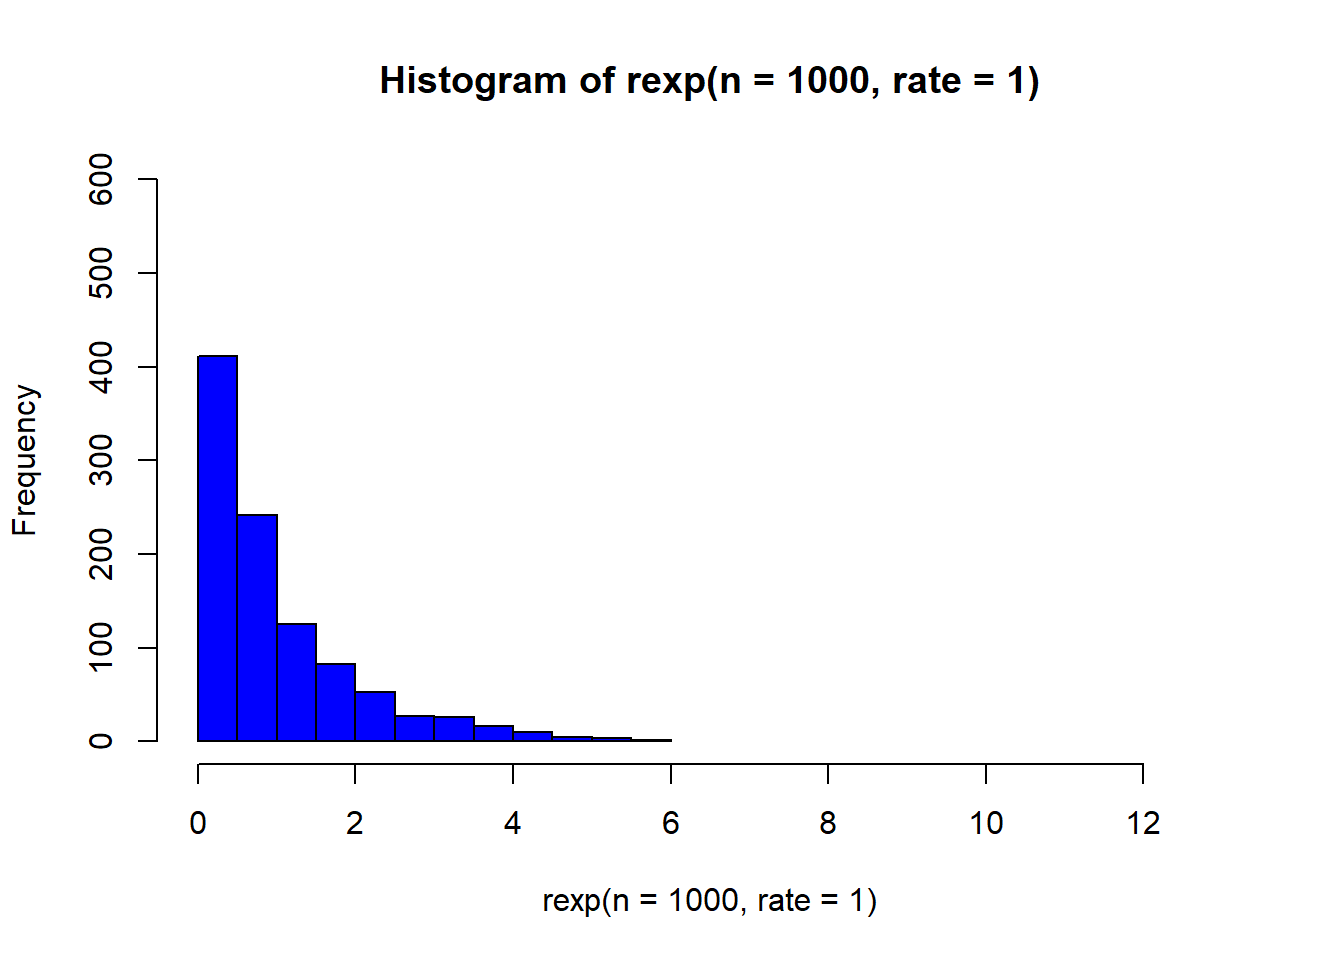 Histogram of rexp(n = 1000, rate = 1)
Frequency
600
500
400
300
200
100
0
0 2 4 6 8 10 12
rexp(n = 1000, rate = 1)